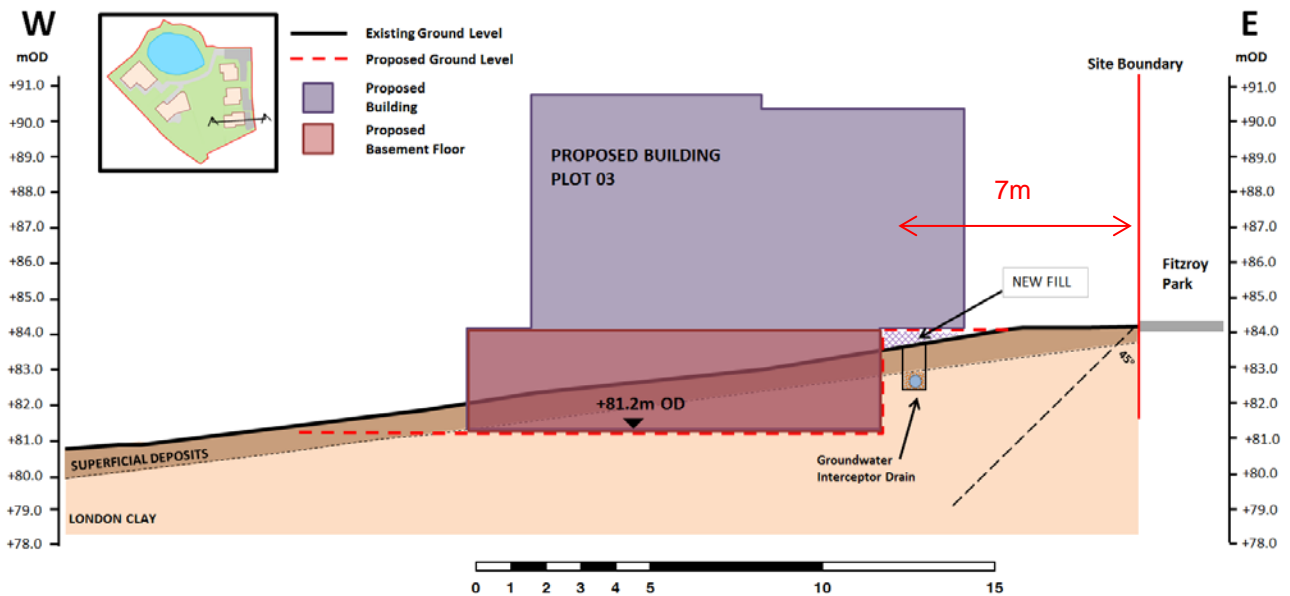 W
mOD
+91.0
+90.0
+89.0
+88.0
+87.0
+86.0
+85.0
+84.0
+83.0
+82.0
+81.0
+80.0
+79.0
+78.0
Existing Ground Level
Proposed Ground Level
Proposed
Building
Proposed
Basement Floor
PROPOSED BUILDING
PLOT 03
+81.2m OD
SUPERFICIAL DEPOSITS
LONDON CLAY
7m
NEW FILL
Groundwater
Interceptor Drain
45°
Site Boundary
Fitzroy
Park
E
mOD
+91.0
+90.0
+89.0
+88.0
+87.0
+86.0
+85.0
+84.0
+83.0
+82.0
+81.0
+80.0
+79.0
+78.0
0 1 2 3 4 5 10 15